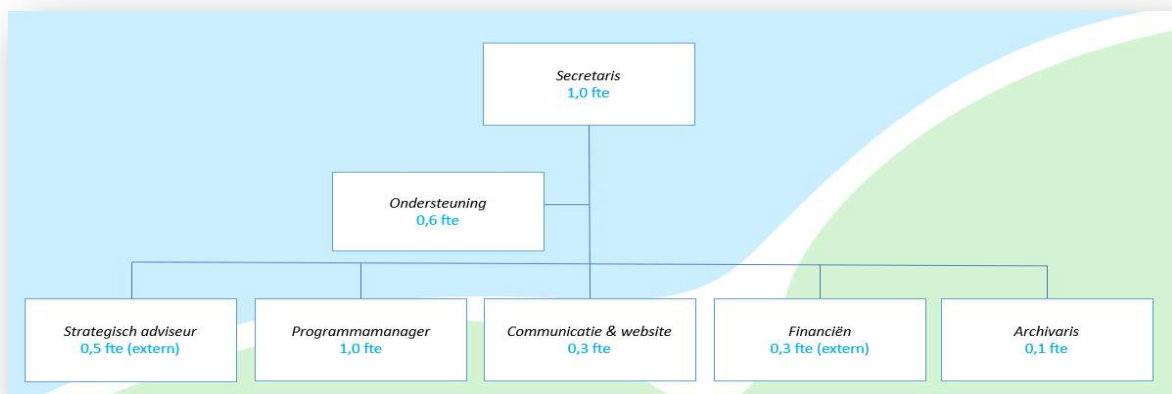 Secretaris
1,0 fte
Ondersteuning
0,6 fte
Strategisch adviseur
0,5 fte (extern)
Programmamanager
1,0 fte
Communicatie & website
0,3 fte
Financiën
0,3 fte (extern)
Archivaris
0,1 fte